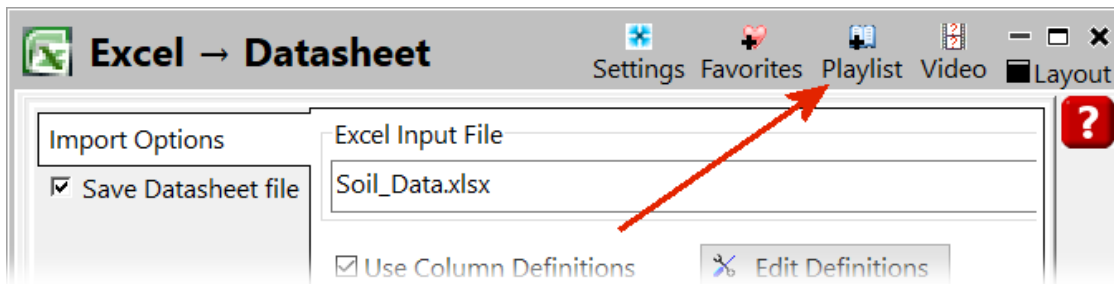 Excel → Datasheet
Settings Favorites Playlist Video Layout
Import Options
Excel Input File
Save Datasheet file
Soil_Data.xlsx
Use Column Definitions
Edit Definitions
?